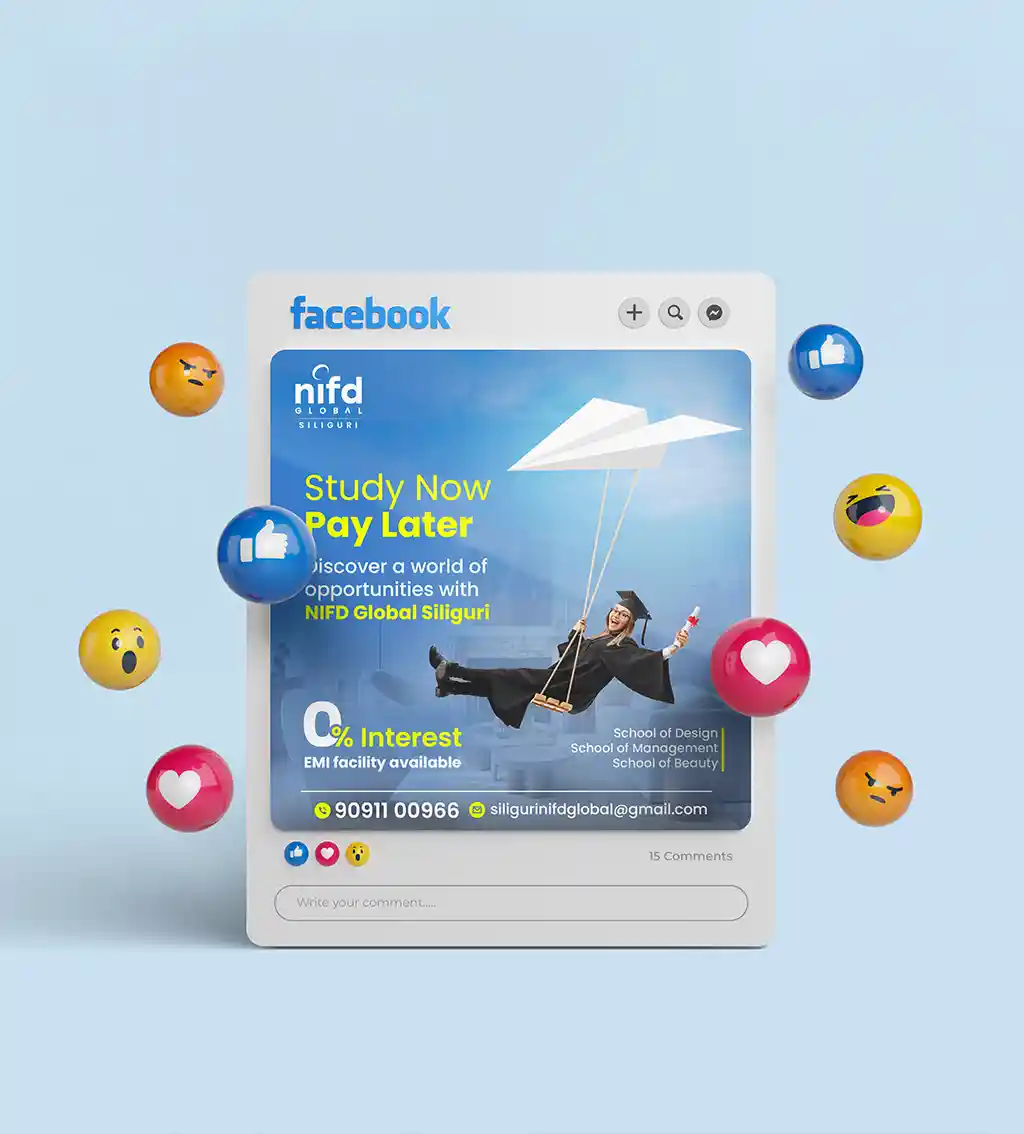 facebook
nifd
GLOBAL
SILIGURI
Study Now
Pay Later
Discover a world of
opportunities with
NIFD Global Siliguri
0% Interest
EMI facility available
School of Design
School of Management
School of Beauty
90911 00966 siligurinifdglobal@gmail.com
15 Comments
Write your comment.....